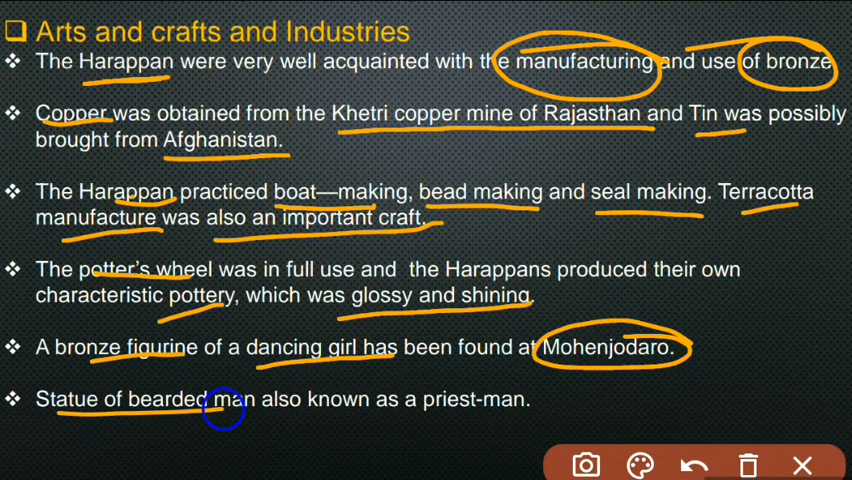 Arts and crafts and Industries
The Harappan were very well acquainted with the manufacturing and use of bronze
Copper was obtained from the Khetri copper mine of Rajasthan and Tin was possibly
brought from Afghanistan.
The Harappan practiced boat—making, bead making and seal making. Terracotta
manufacture was also an important craft.
The potter's wheel was in full use and the Harappans produced their own
characteristic pottery, which was glossy and shining.
A bronze figurine of a dancing girl has been found at Mohenjodaro.
Statue of bearded man also known as a priest-man.